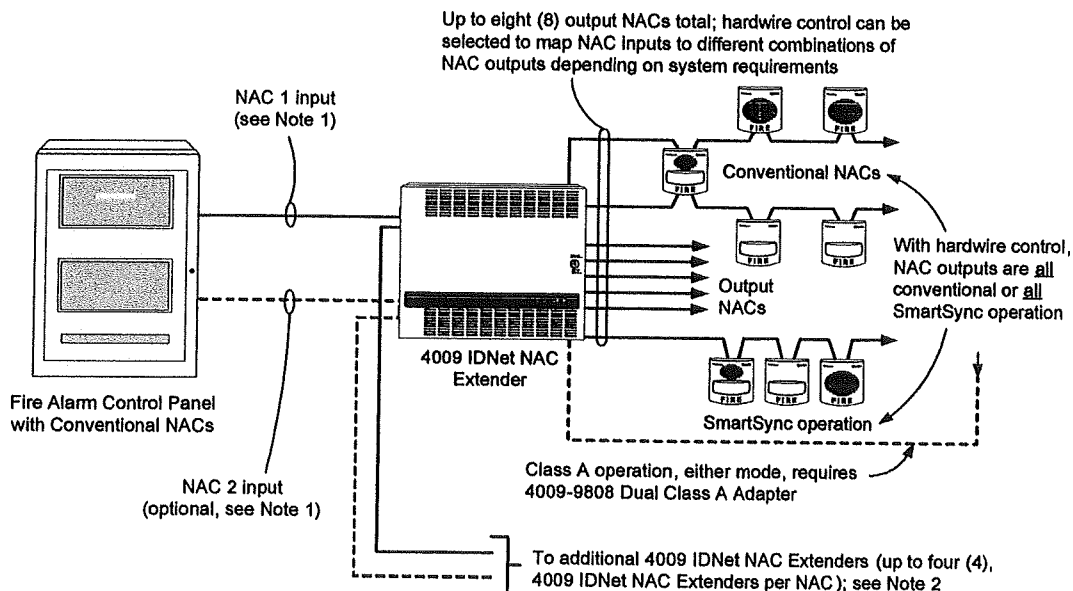 Up to eight (8) output NACs total; hardwire control can be
selected to map NAC inputs to different combinations of
NAC outputs depending on system requirements
NAC 1 input
(see Note 1)
FIRE
FIRE
FIRE
Conventional NACs
FIRE
FIRE
With hardwire control,
NAC outputs are all
conventional or all
SmartSync operation
Output
NACs
4009 IDNet NAC
Extender
FIRE
FIRE
FIRE
SmartSync operation
Fire Alarm Control Panel
with Conventional NACs
NAC 2 input
(optional, see Note 1)
Class A operation, either mode, requires
4009-9808 Dual Class A Adapter
To additional 4009 IDNet NAC Extenders (up to four (4),
4009 IDNet NAC Extenders per NAC); see Note 2